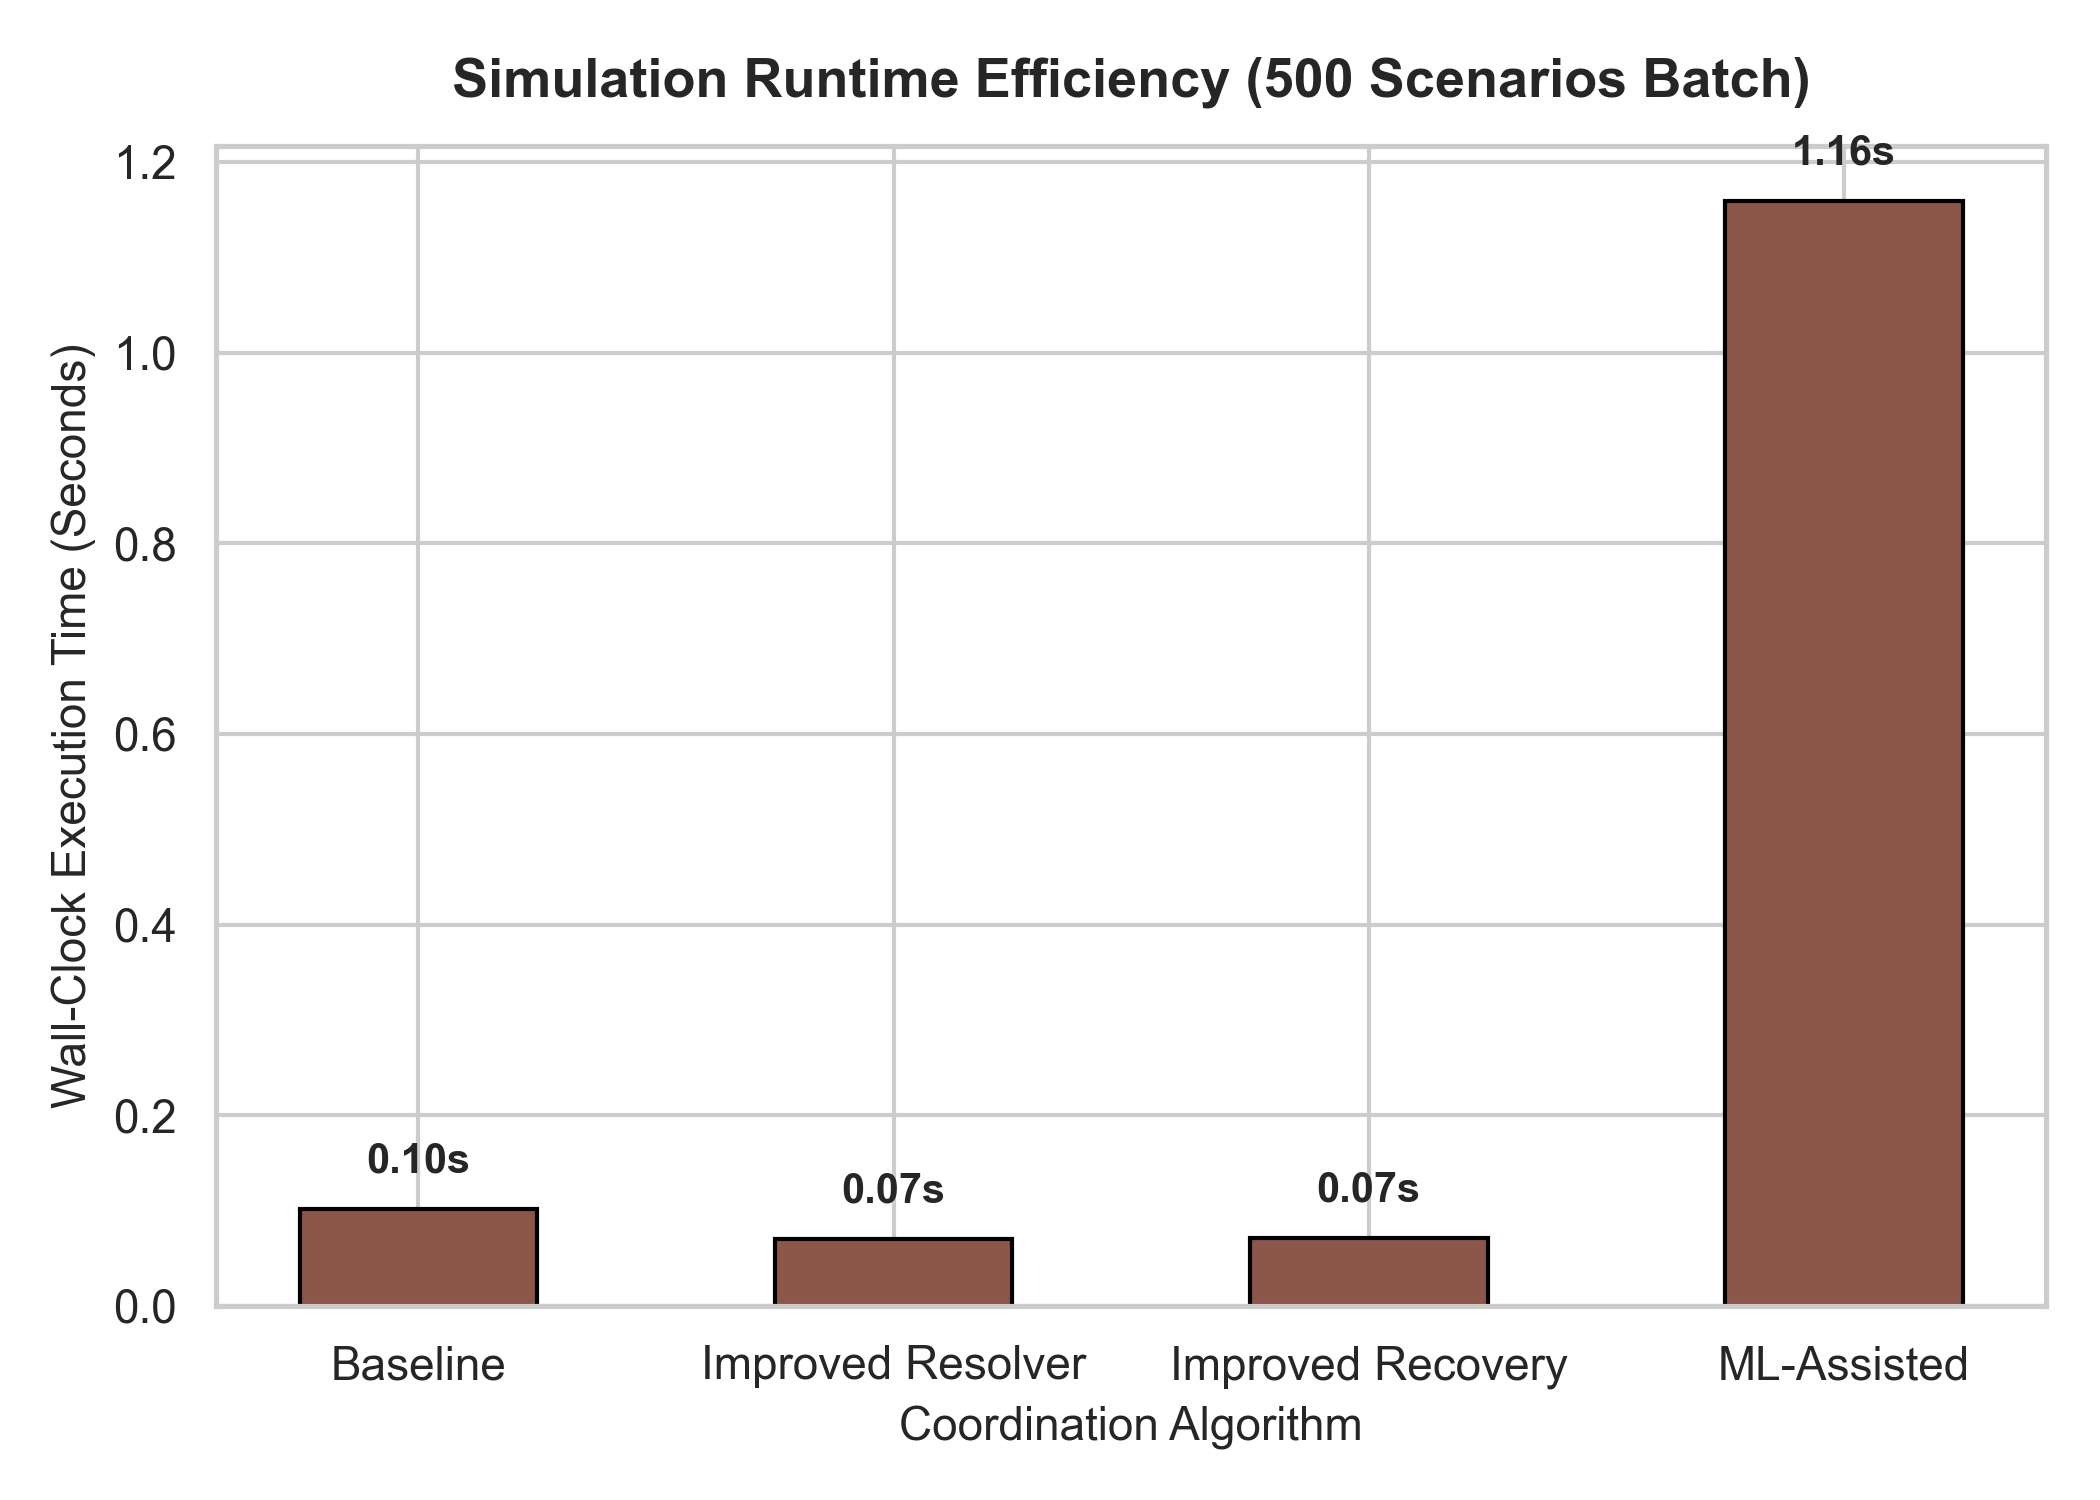 Simulation Runtime Efficiency (500 Scenarios Batch)
Wall-Clock Execution Time (Seconds)
1.2
1.0
0.8
0.6
0.4
0.2
0.0
0.10s
0.07s
0.07s
1.16s
Baseline
Improved Resolver
Improved Recovery
ML-Assisted
Coordination Algorithm